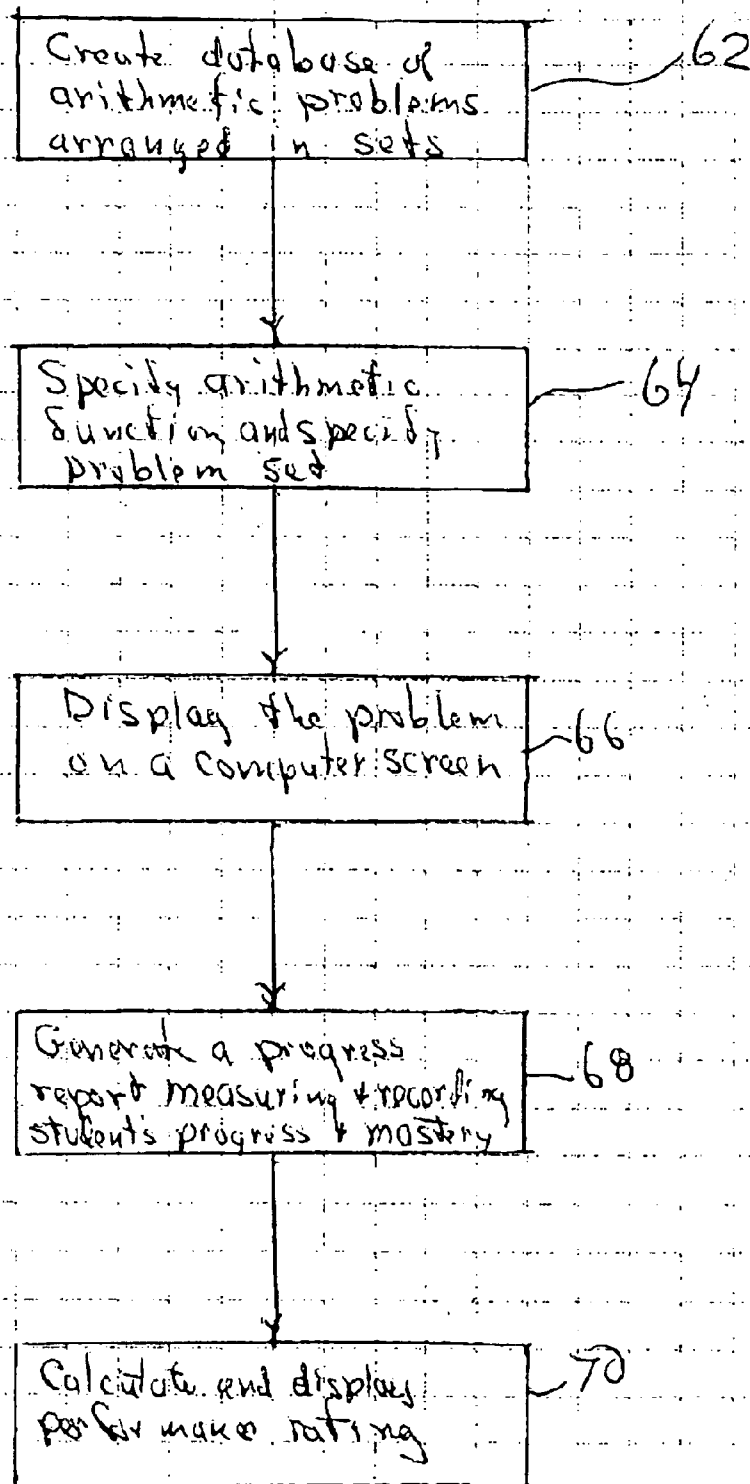 Create database of
arithmetic problems
arranged in sets
62
Specify arithmetic
function and specify
problem set
64
Display the problem
on a computer screen
66
Generate a progress
report measuring & recording
student's progress & mastery
68
Calculate and display
performance rating
70